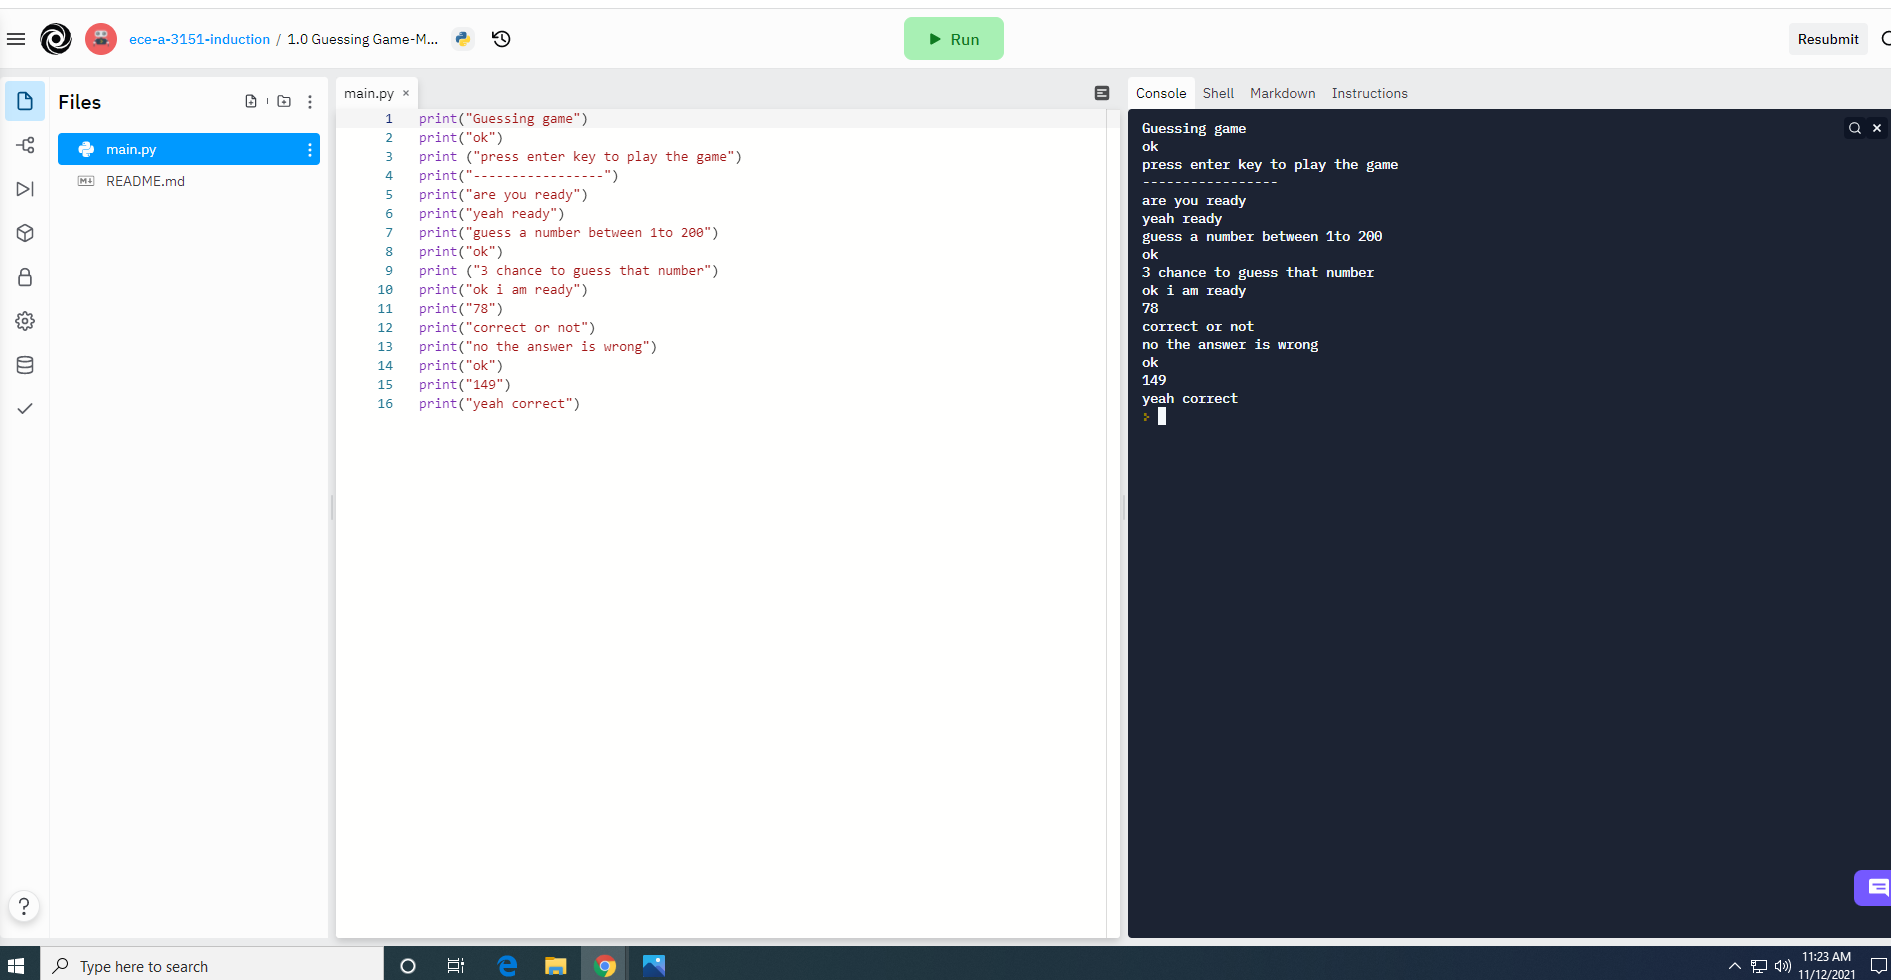 ece-a-3151-induction / 1.0 Guessing Game-M...
Run
Resubmit
Files
main.py
README.md
main.py ×
1 print("Guessing game")
2 print("ok")
3 print ("press enter key to play the game")
4 print("-----------------")
5 print("are you ready")
6 print("yeah ready")
7 print("guess a number between 1to 200")
8 print("ok")
9 print ("3 chance to guess that number")
10 print("ok i am ready")
11 print("78")
12 print("correct or not")
13 print("no the answer is wrong")
14 print("ok")
15 print("149")
16 print("yeah correct")
Console Shell Markdown Instructions
Guessing game
ok
press enter key to play the game
-----------------
are you ready
yeah ready
guess a number between 1to 200
ok
3 chance to guess that number
ok i am ready
78
correct or not
no the answer is wrong
ok
149
yeah correct
?
Type here to search
11:23 AM
11/12/2021